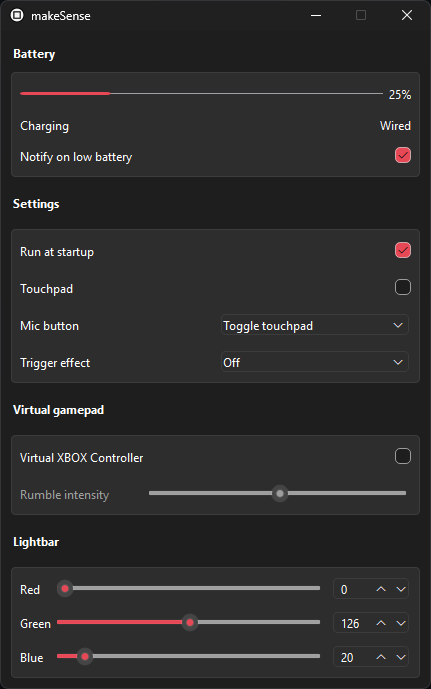 makeSense
Battery
25%
Charging Wired
Notify on low battery
Settings
Run at startup
Touchpad
Mic button Toggle touchpad
Trigger effect Off
Virtual gamepad
Virtual XBOX Controller
Rumble intensity
Lightbar
Red 0
Green 126
Blue 20